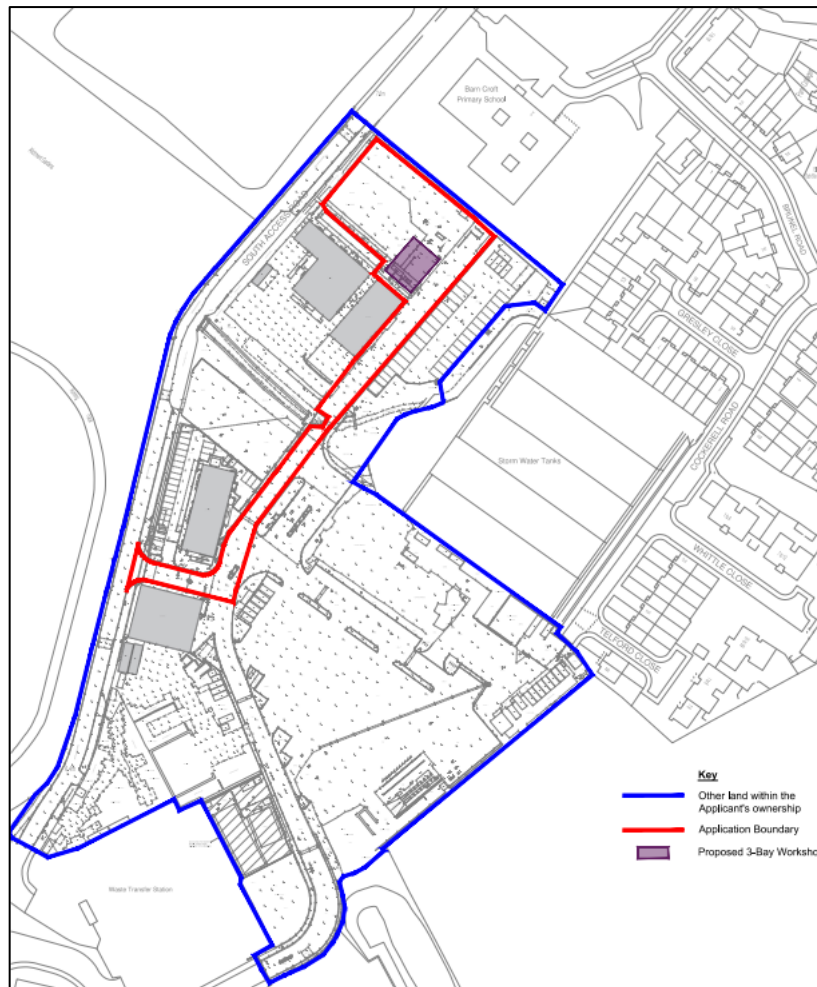 Barn Croft
Primary School
SOUTH ACCESS ROAD
BRUNEL ROAD
GRESLEY CLOSE
COCKERELL ROAD
Storm Water Tanks
WHITTLE CLOSE
TELFORD CLOSE
Waste Transfer Station
Key
Other land within the
Applicant's ownership
Application Boundary
Proposed 3-Bay Worksho